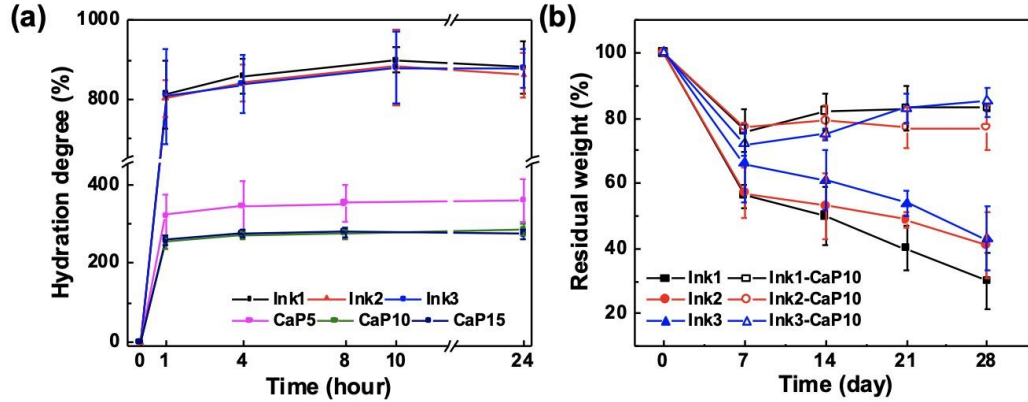 (a)
Hydration degree (%)
1000
800
400
200
0
Ink1 Ink2 Ink3
CaP5 CaP10 CaP15
0 1 4 8 10 24
Time (hour)
(b)
Residual weight (%)
100
80
60
40
20
Ink1 Ink1-CaP10
Ink2 Ink2-CaP10
Ink3 Ink3-CaP10
0 7 14 21 28
Time (day)